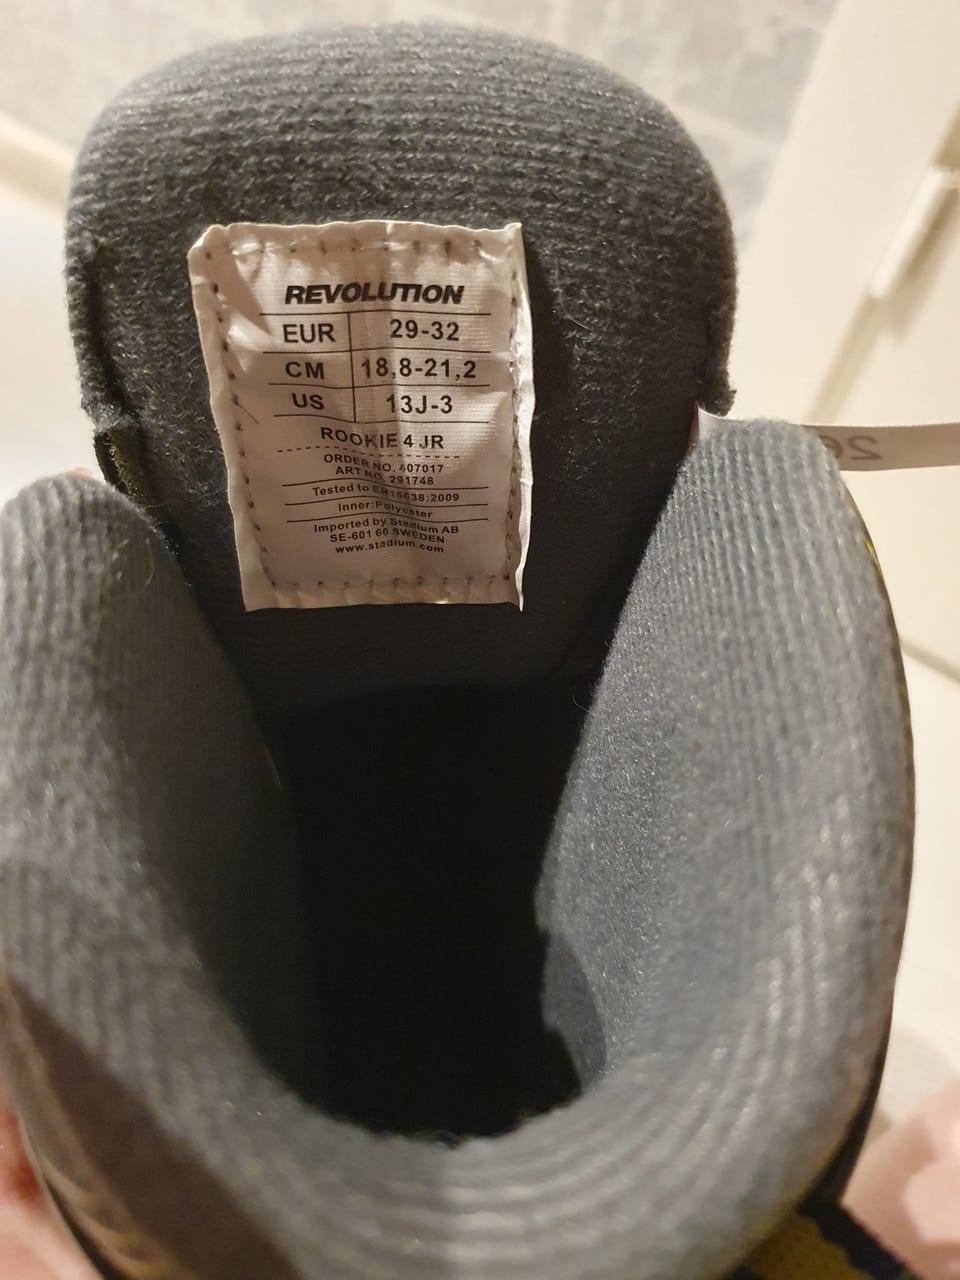 REVOLUTION
EUR 29-32
CM 18,8-21,2
US 13J-3
ROOKIE 4 JR
ORDER NO. 407017
ART NO. 291748
Tested to EN15638:2009
Inner:Polyester
Imported by Stadium AB
SE-601 60 SWEDEN
www.stadium.com
26